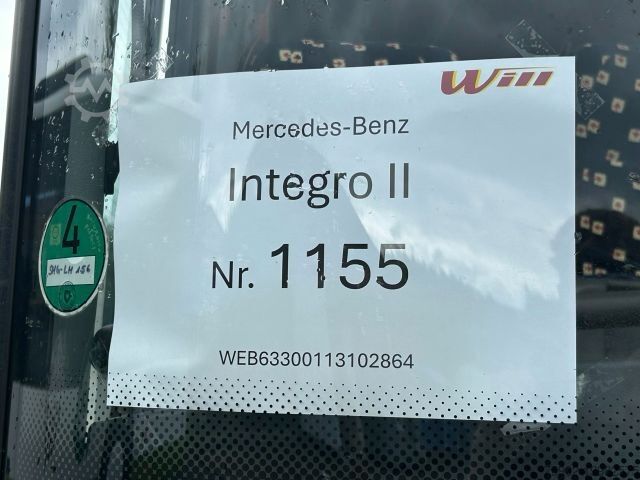 Will
Mercedes-Benz
Integro II
Nr. 1155
WEB63300113102864
4